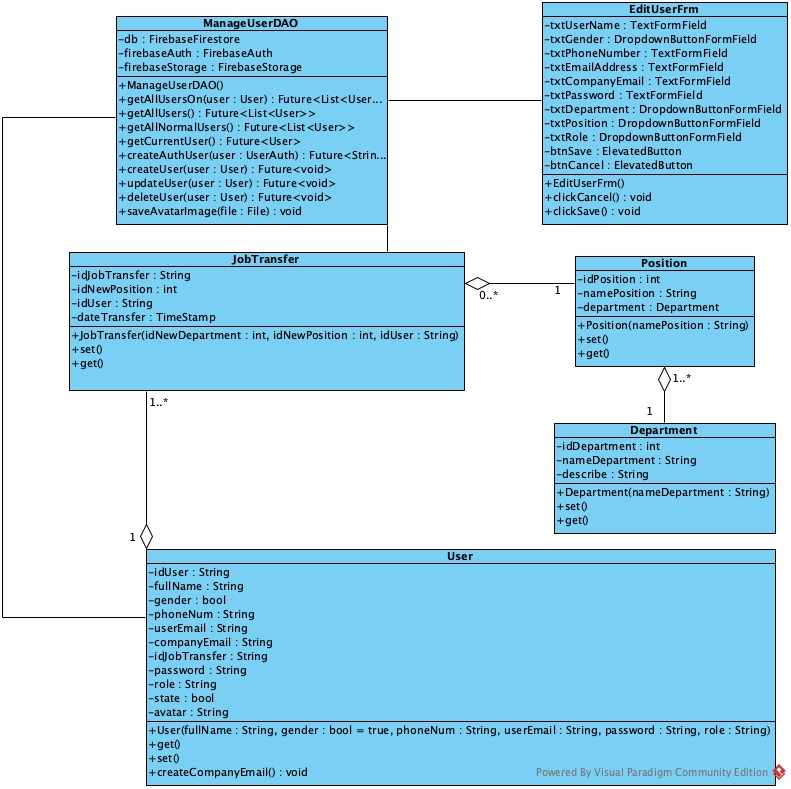 ManageUserDAO
-db : FirebaseFirestore
-firebaseAuth : FirebaseAuth
-firebaseStorage : FirebaseStorage
+ManageUserDAO()
+getAllUsersOn(user : User) : Future<List<User...
+getAllUsers() : Future<List<User>>
+getAllNormalUsers() : Future<List<User>>
+getCurrentUser() : Future<User>
+createAuthUser(user : UserAuth) : Future<Strin...
+createUser(user : User) : Future<void>
+updateUser(user : User) : Future<void>
+deleteUser(user : User) : Future<void>
+saveAvatarImage(file : File) : void
EditUserFrm
-txtUserName : TextFormField
-txtGender : DropdownButtonFormField
-txtPhoneNumber : TextFormField
-txtEmailAddress : TextFormField
-txtCompanyEmail : TextFormField
-txtPassword : TextFormField
-txtDepartment : DropdownButtonFormField
-txtPosition : DropdownButtonFormField
-txtRole : DropdownButtonFormField
-btnSave : ElevatedButton
-btnCancel : ElevatedButton
+EditUserFrm()
+clickCancel() : void
+clickSave() : void
JobTransfer
-idJobTransfer : String
-idNewPosition : int
-idUser : String
-dateTransfer : TimeStamp
+JobTransfer(idNewDepartment : int, idNewPosition : int, idUser : String)
+set()
+get()
0..*
1
Position
-idPosition : int
-namePosition : String
-department : Department
+Position(namePosition : String)
+set()
+get()
1..*
1
Department
-idDepartment : int
-nameDepartment : String
-describe : String
+Department(nameDepartment : String)
+set()
+get()
1..*
1
User
-idUser : String
-fullName : String
-gender : bool
-phoneNum : String
-userEmail : String
-companyEmail : String
-idJobTransfer : String
-password : String
-role : String
-state : bool
-avatar : String
+User(fullName : String, gender : bool = true, phoneNum : String, userEmail : String, password : String, role : String)
+get()
+set()
+createCompanyEmail() : void
Powered By Visual Paradigm Community Edition